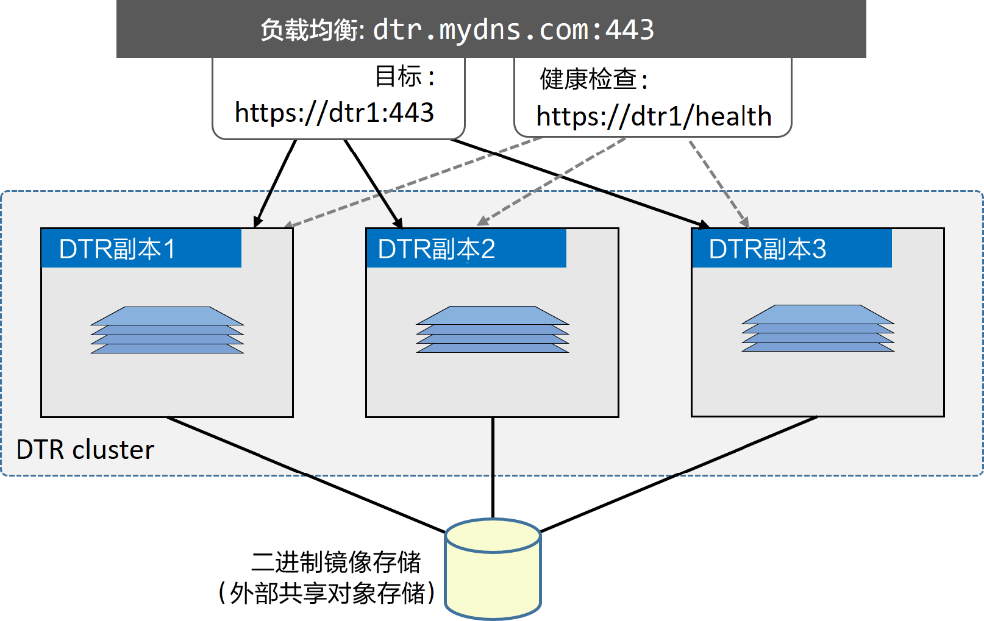 负载均衡: dtr.mydns.com:443
目标：
https://dtr1:443
健康检查：
https://dtr1/health
DTR副本1
DTR副本2
DTR副本3
DTR cluster
二进制镜像存储
(外部共享对象存储)